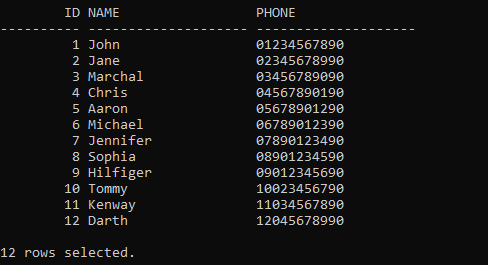 ID NAME PHONE
---------- -------------------- --------------------
1 John 01234567890
2 Jane 02345678990
3 Marchal 03456789090
4 Chris 04567890190
5 Aaron 05678901290
6 Michael 06789012390
7 Jennifer 07890123490
8 Sophia 08901234590
9 Hilfiger 09012345690
10 Tommy 10023456790
11 Kenway 11034567890
12 Darth 12045678990
12 rows selected.